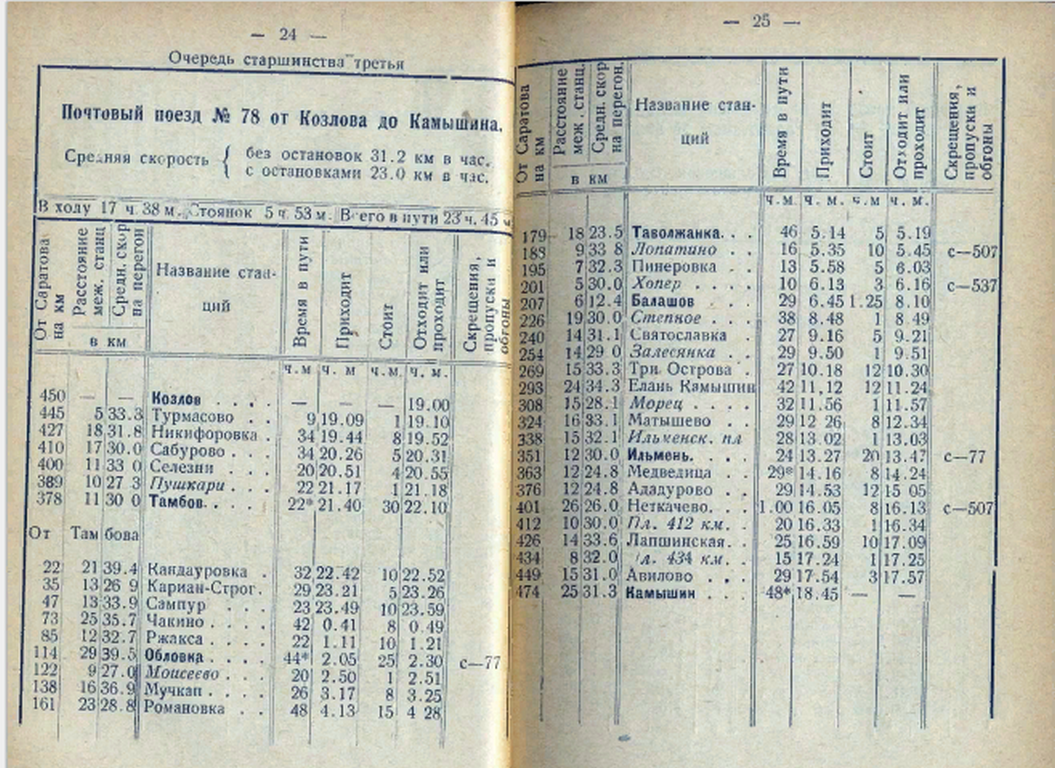 — 24 —
Очередь старшинства третья
Почтовый поезд № 78 от Козлова до Камышина.
Средняя скорость { без остановок 31.2 км в час.
с остановками 23.0 км в час.
В ходу 17 ч. 38 м. Стоянок 5 ч. 53 м. Всего в пути 23 ч. 45 м
От Саратова на км | Расстояние меж. станц | Средн. скор на перегон | Название стан-ций | Время в пути | Приходит | Стоит | Отходит или проходит | Скрещения, пропуски и обгоны
в км
ч.м ч. м ч.м. ч. м.
450 — — Козлов . . . . — — — 19.00
445 5 33.3 Турмасово . . 9 19.09 1 19.10
427 18 31.8 Никифоровка . 34 19.44 8 19.52
410 17 30.0 Сабурово . . . 34 20.26 5 20.31
400 11 33 0 Селезни . . . 20 20.51 4 20.55
389 10 27 3 Пушкари . . . 22 21.17 1 21.18
378 11 30 0 Тамбов. . . . 22* 21.40 30 22.10
От Там бова
22 21 39.4 Кандауровка . 32 22.42 10 22.52
35 13 26 9 Кариан-Строг. 29 23.21 5 23.26
47 13 33.9 Сампур . . . 23 23.49 10 23.59
73 25 35.7 Чакино . . . . 42 0.41 8 0.49
85 12 32.7 Ржакса . . . . 22 1.11 10 1.21
114 29 39.5 Обловка . . . . 44* 2.05 25 2.30 с—77
122 9 27.0 Моисеево . . . 20 2.50 1 2.51
138 16 36.9 Мучкап . . . . 26 3.17 8 3.25
161 23 28.8 Романовка . . 48 4.13 15 4 28
— 25 —
От Саратова на км | Расстояние меж. станц. | Средн. скор на перегон. | Название стан-ций | Время в пути | Приходит | Стоит | Отходит или проходит | Скрещения, пропуски и обгоны
в км
ч.м ч. м. ч м. ч. м.
179 18 23.5 Таволжанка. . . 46 5.14 5 5.19
188 9 33 8 Лопатино . . 16 5.35 10 5.45 с—507
195 7 32.3 Пинеровка . . 13 5.58 5 6.03
201 5 30.0 Хопер . . . . 10 6.13 3 6.16 с—537
207 6 12.4 Балашов . . . 29 6.45 1.25 8.10
226 19 30.0 Степное . . . 38 8.48 1 8 49
240 14 31.1 Святославка . 27 9.16 5 9.21
254 14 29 0 Залесянка . . 29 9.50 1 9.51
269 15 33.3 Три Острова . 27 10.18 12 10.30
293 24 34.3 Елань Камышин 42 11,12 12 11.24
308 15 28.1 Морец . . . . 32 11.56 1 11.57
324 16 33.1 Матышево . . 29 12 26 8 12.34
338 15 32.1 Ильменск. пл 28 13.02 1 13.03
351 12 30.0 Ильмень. . . 24 13.27 20 13.47 с—77
363 12 24.8 Медведица . . 29* 14.16 8 14.24
376 12 24.8 Ададурово . . 29 14.53 12 15 05
401 26 26.0 Неткачево. . . 1.00 16.05 8 16.13 с—507
412 10 30.0 Пл. 412 км. . 20 16.33 1 16.34
426 14 33.6 Лапшинская. . 25 16.59 10 17.09
434 8 32.0 л. 434 км. . 15 17.24 1 17.25
449 15 31.0 Авилово . . . 29 17.54 3 17.57
474 25 31.3 Камышин . . . 48* 18.45 — —